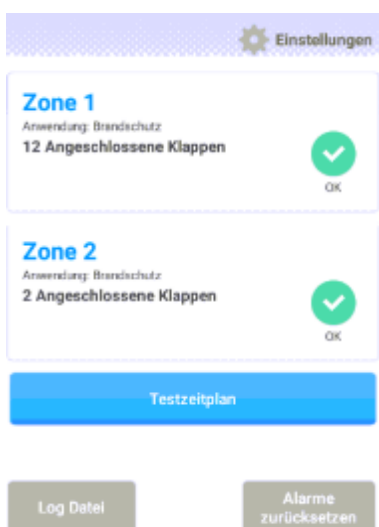 Einstellungen
Zone 1
Anwendung: Brandschutz
12 Angeschlossene Klappen
OK
Zone 2
Anwendung: Brandschutz
2 Angeschlossene Klappen
OK
Testzeitplan
Log Datei
Alarme
zurücksetzen